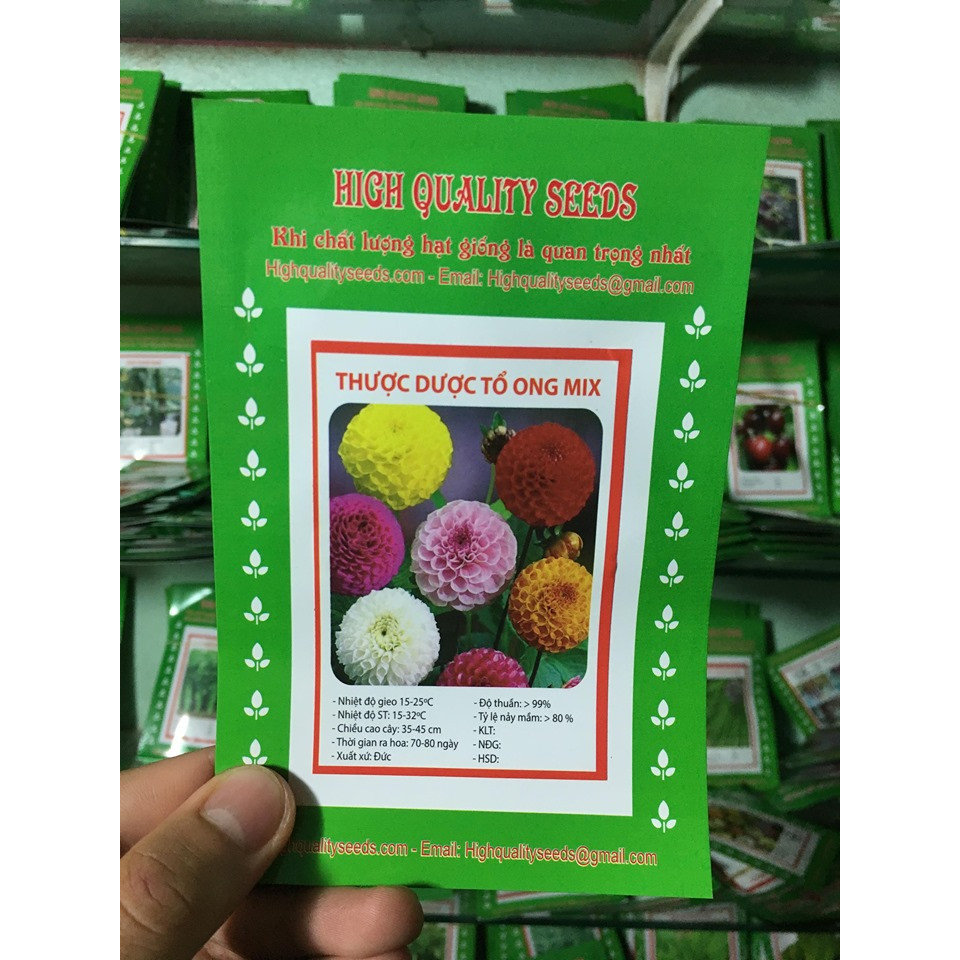 HIGH QUALITY SEEDS
Khi chất lượng hạt giống là quan trọng nhất
Highqualityseeds.com - Email: Highqualityseeds@gmail.com
THƯỢC DƯỢC TỔ ONG MIX
- Nhiệt độ gieo 15-25ºC
- Nhiệt độ ST: 15-32ºC
- Chiều cao cây: 35-45 cm
- Thời gian ra hoa: 70-80 ngày
- Xuất xứ: Đức
- Độ thuần: > 99%
- Tỷ lệ nảy mầm: > 80 %
- KLT:
- NĐG:
- HSD:
qualityseeds.com - Email: Highqualityseeds@gmail.com